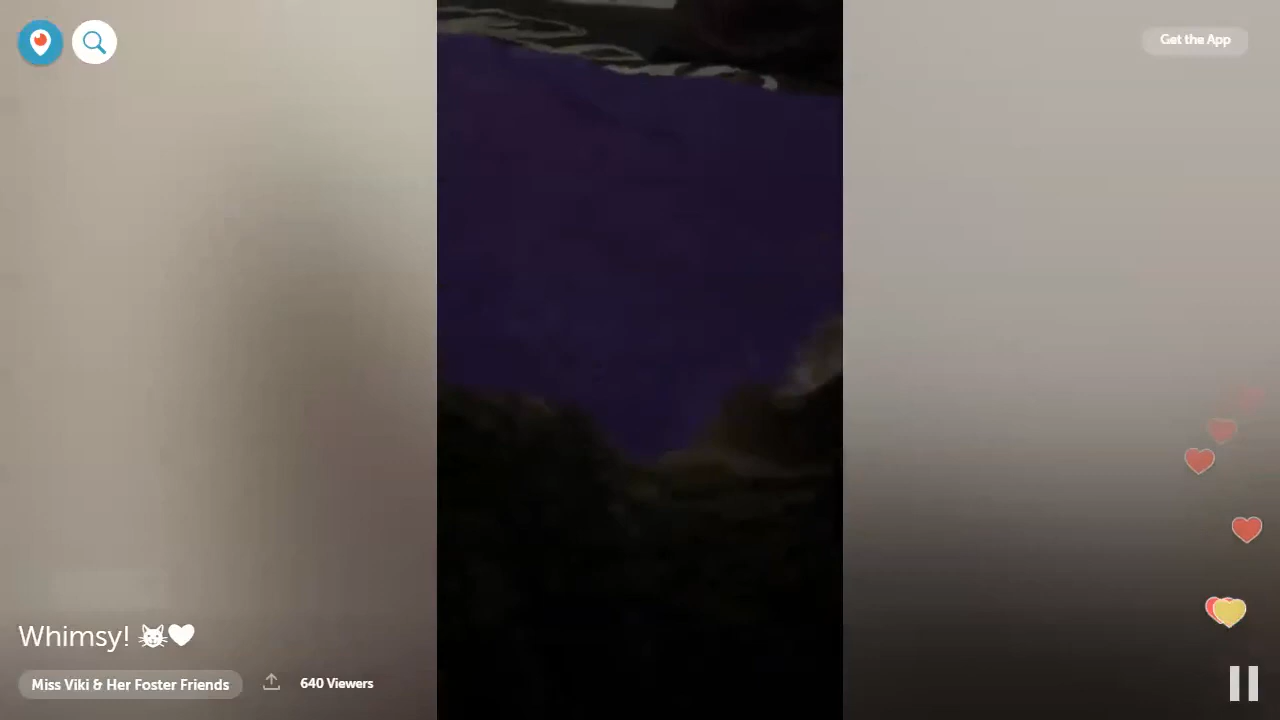 Get the App
Whimsy! 🐱🤍
Miss Viki & Her Foster Friends
640 Viewers